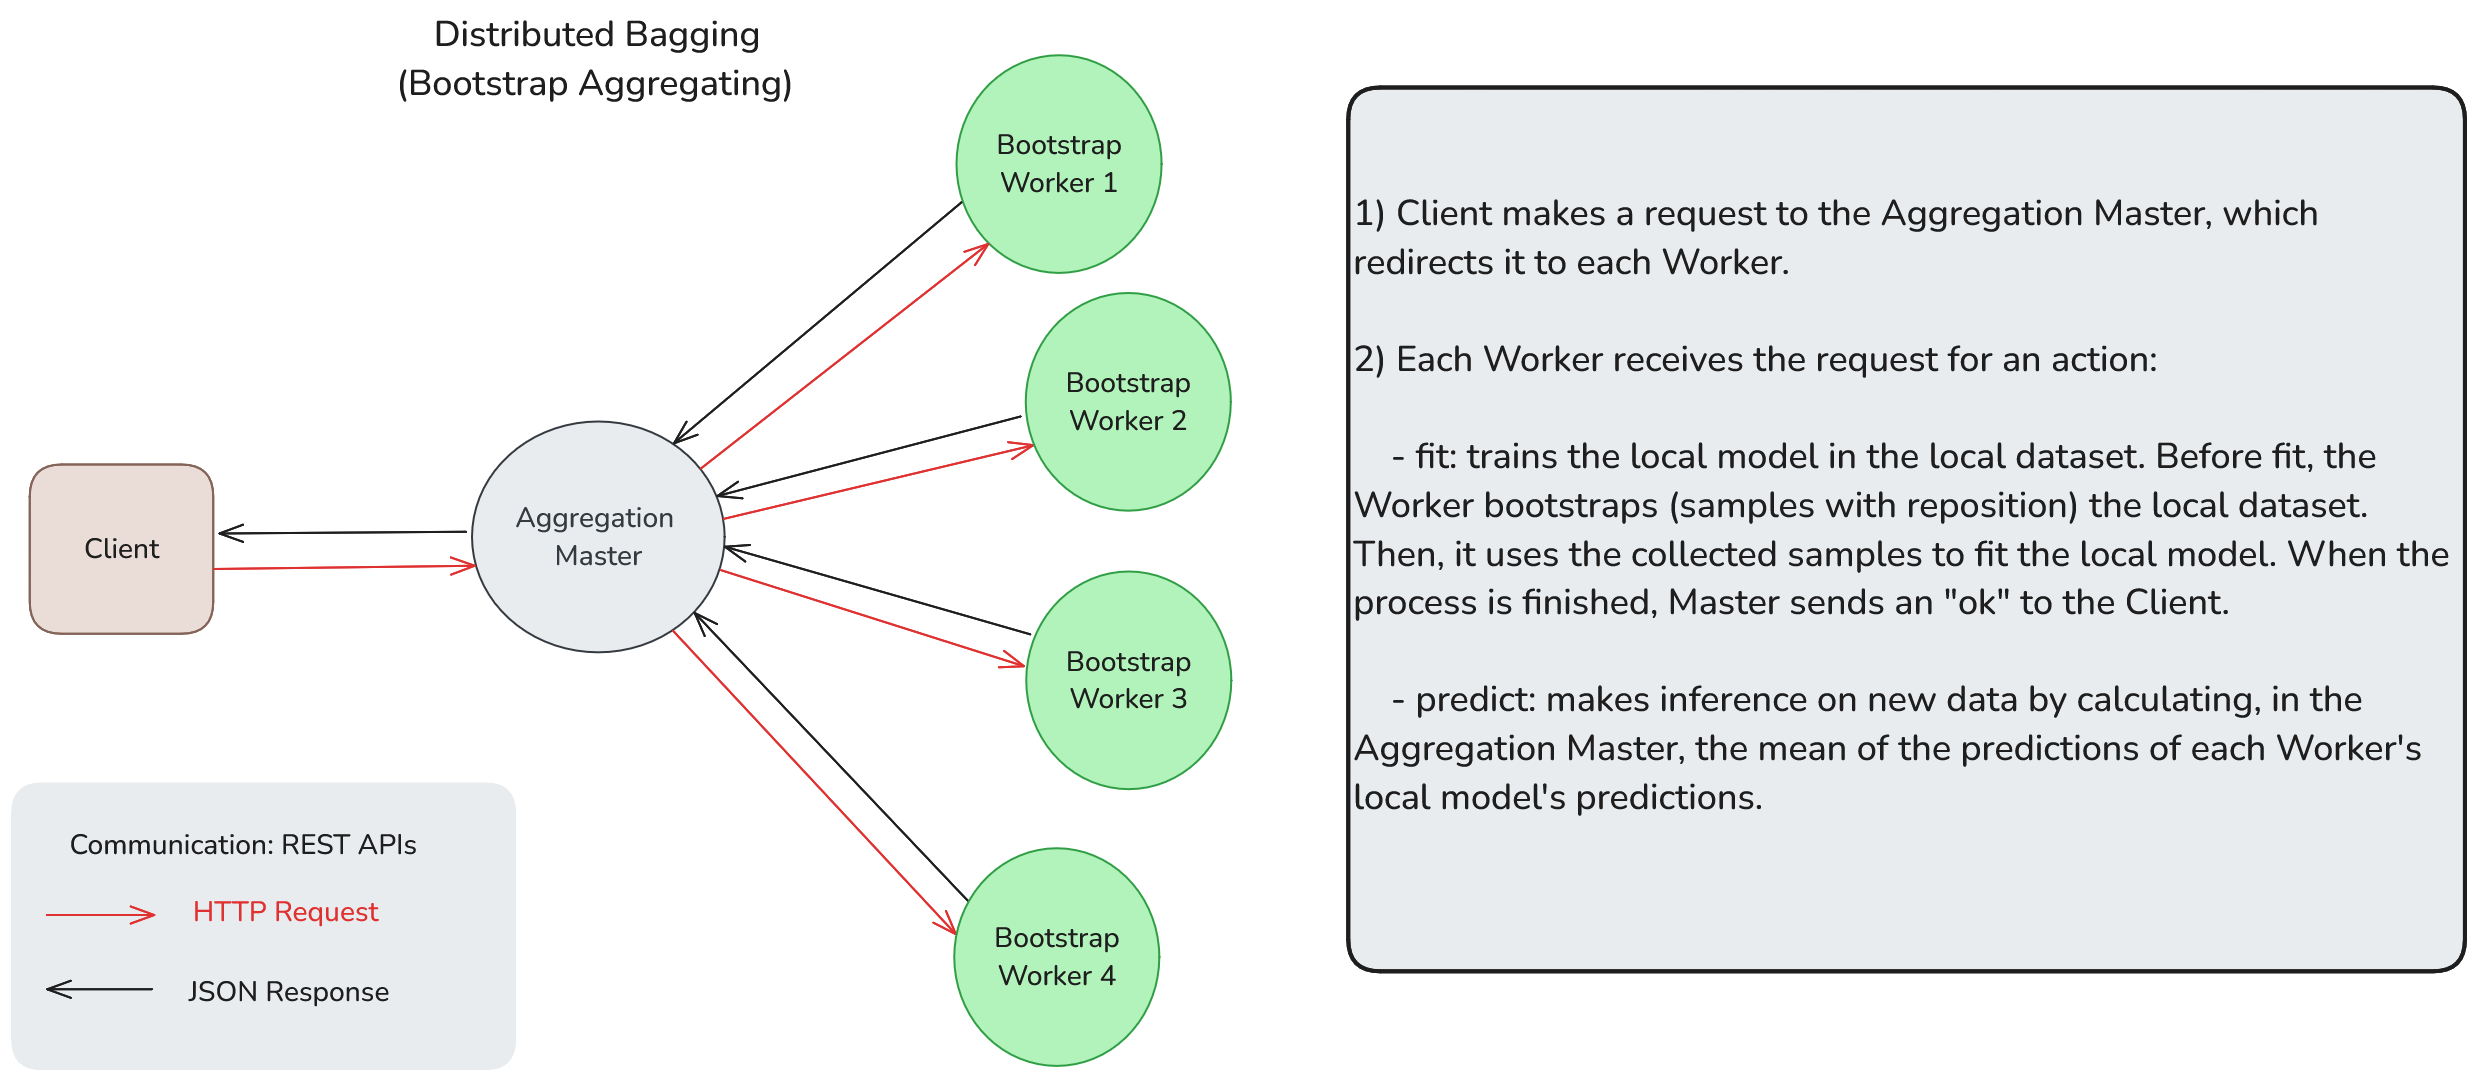 Distributed Bagging
(Bootstrap Aggregating)
Bootstrap
Worker 1
Bootstrap
Worker 2
Aggregation
Master
Client
Bootstrap
Worker 3
Bootstrap
Worker 4
Communication: REST APIs
HTTP Request
JSON Response
1) Client makes a request to the Aggregation Master, which
redirects it to each Worker.
2) Each Worker receives the request for an action:
- fit: trains the local model in the local dataset. Before fit, the
Worker bootstraps (samples with reposition) the local dataset.
Then, it uses the collected samples to fit the local model. When the
process is finished, Master sends an "ok" to the Client.
- predict: makes inference on new data by calculating, in the
Aggregation Master, the mean of the predictions of each Worker's
local model's predictions.